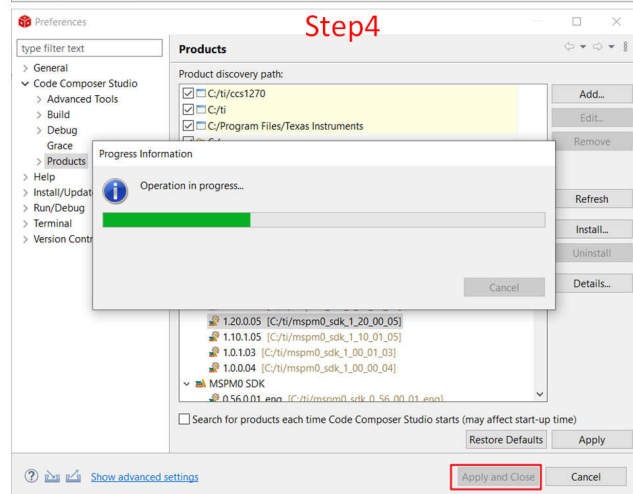 Preferences
Step4
type filter text
Products
General
Code Composer Studio
Advanced Tools
Build
Debug
Grace
Products
Help
Install/Updat
Run/Debug
Terminal
Version Contr
Product discovery path:
C:/ti/ccs1270
C:/ti
C:/Program Files/Texas Instruments
Add...
Edit...
Remove
Refresh
Install...
Uninstall
Details...
Progress Information
Operation in progress...
Cancel
1.20.0.05 [C:/ti/mspm0_sdk_1_20_00_05]
1.10.1.05 [C:/ti/mspm0_sdk_1_10_01_05]
1.0.1.03 [C:/ti/mspm0_sdk_1_00_01_03]
1.0.0.04 [C:/ti/mspm0_sdk_1_00_00_04]
MSPM0 SDK
0.56.0.01_eng [C:/ti/mspm0_sdk_0_56_00_01_eng]
Search for products each time Code Composer Studio starts (may affect start-up time)
Restore Defaults
Apply
Show advanced settings
Apply and Close
Cancel